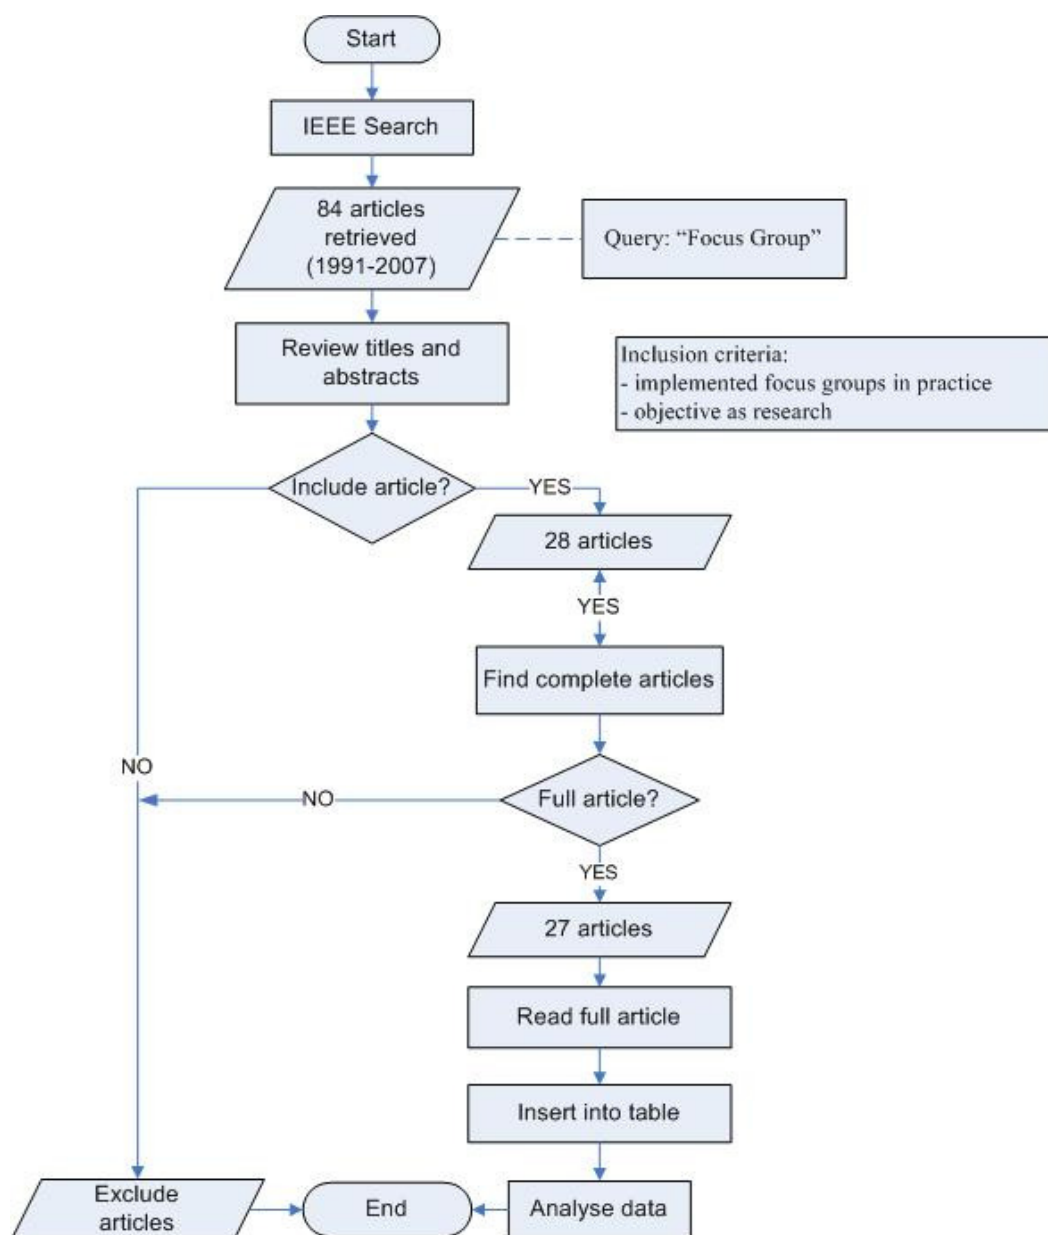 Start
IEEE Search
84 articles
retrieved
(1991-2007)
Query: “Focus Group”
Review titles and
abstracts
Inclusion criteria:
- implemented focus groups in practice
- objective as research
Include article?
YES
28 articles
YES
Find complete articles
NO
NO
Full article?
YES
27 articles
Read full article
Insert into table
Exclude
articles
End
Analyse data